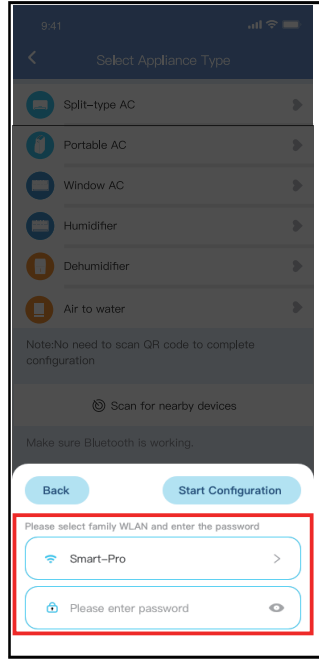 9:41
Select Appliance Type
Split-type AC
Portable AC
Window AC
Humidifier
Dehumidifier
Air to water
Note:No need to scan QR code to complete
configuration
Scan for nearby devices
Make sure Bluetooth is working.
Back
Start Configuration
Please select family WLAN and enter the password
Smart-Pro
Please enter password